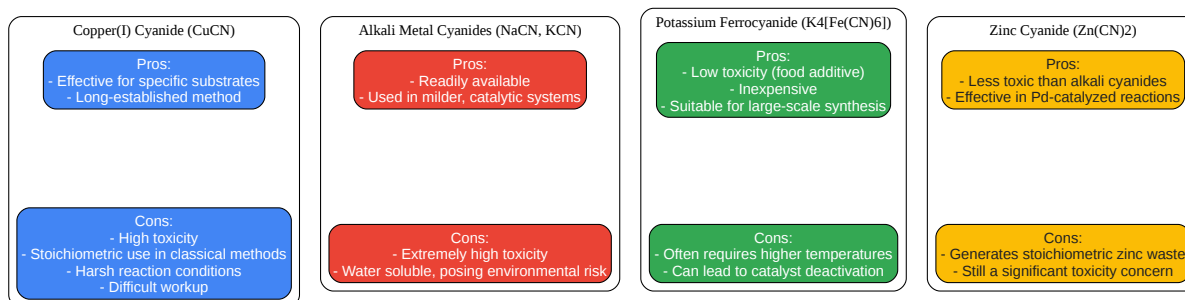 Copper(I) Cyanide (CuCN)
Pros:
- Effective for specific substrates
- Long-established method
Cons:
- High toxicity
- Stoichiometric use in classical methods
- Harsh reaction conditions
- Difficult workup
Alkali Metal Cyanides (NaCN, KCN)
Pros:
- Readily available
- Used in milder, catalytic systems
Cons:
- Extremely high toxicity
- Water soluble, posing environmental risk
Potassium Ferrocyanide (K4[Fe(CN)6])
Pros:
- Low toxicity (food additive)
- Inexpensive
- Suitable for large-scale synthesis
Cons:
- Often requires higher temperatures
- Can lead to catalyst deactivation
Zinc Cyanide (Zn(CN)2)
Pros:
- Less toxic than alkali cyanides
- Effective in Pd-catalyzed reactions
Cons:
- Generates stoichiometric zinc waste
- Still a significant toxicity concern